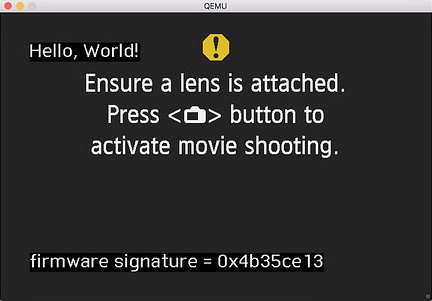 QEMU
Hello, World!
Ensure a lens is attached.
Press <> button to
activate movie shooting.
firmware signature = 0x4b35ce13